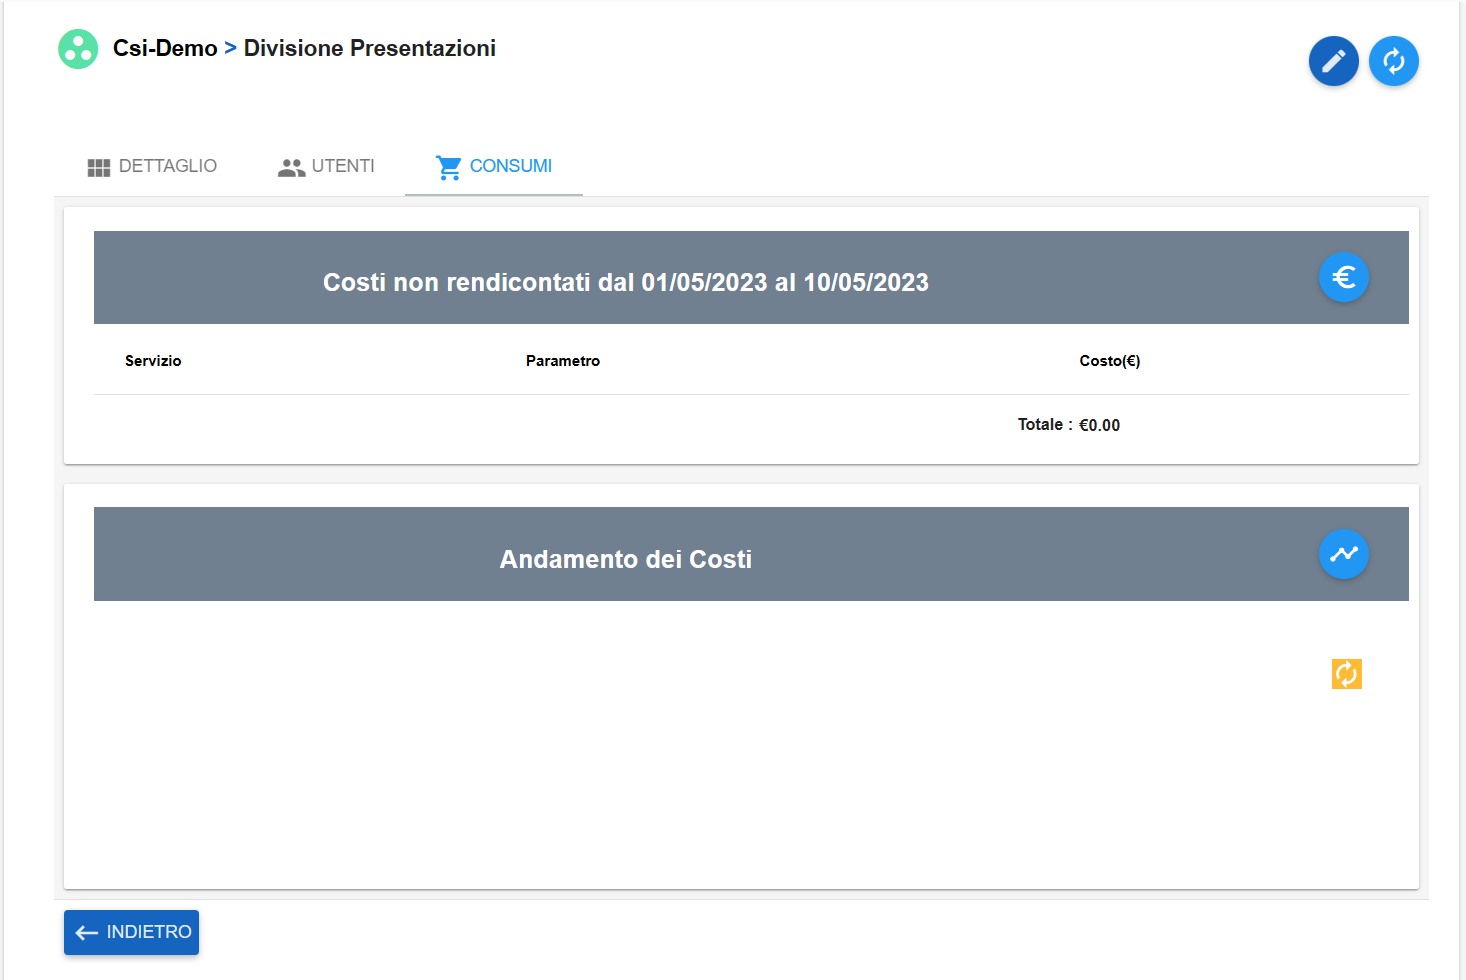 Csi-Demo > Divisione Presentazioni
DETTAGLIO UTENTI CONSUMI
Costi non rendicontati dal 01/05/2023 al 10/05/2023
€
Servizio Parametro Costo(€)
Totale : €0.00
Andamento dei Costi
INDIETRO